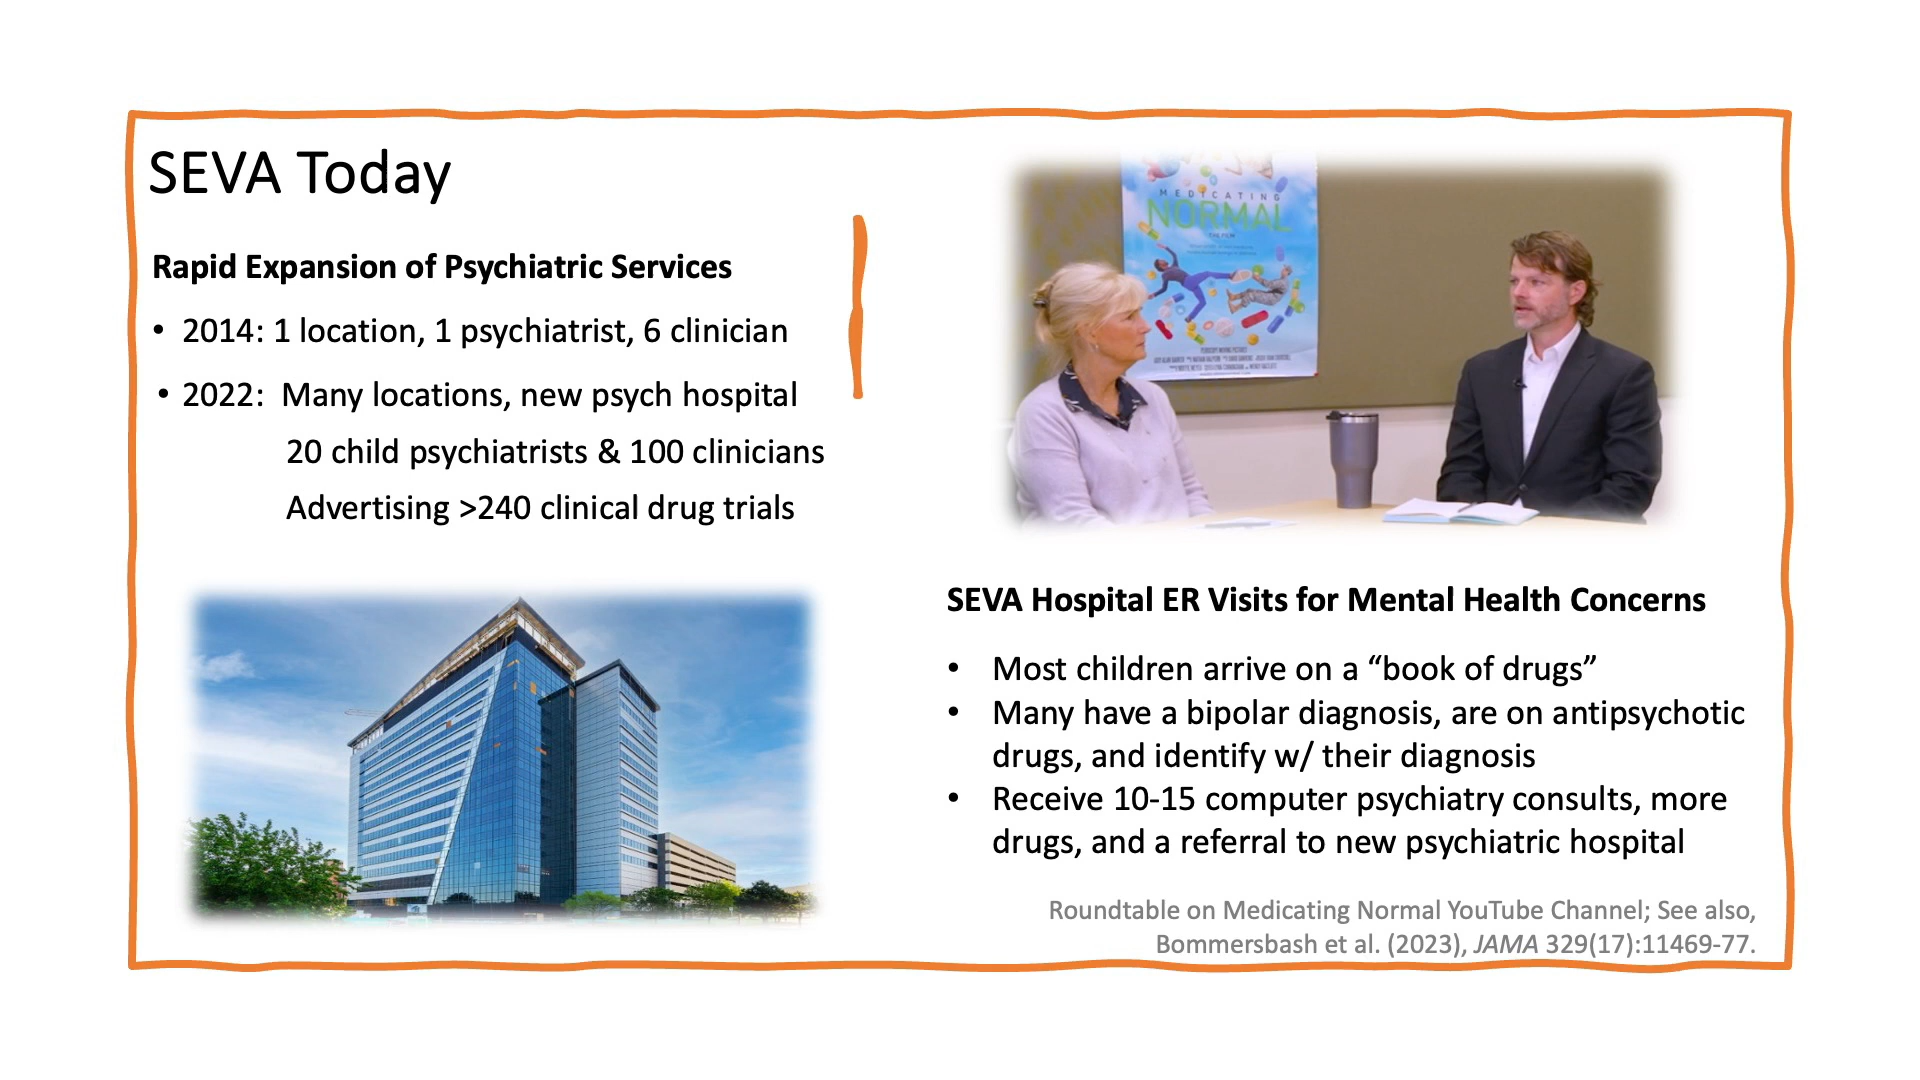 SEVA Today
Rapid Expansion of Psychiatric Services
• 2014: 1 location, 1 psychiatrist, 6 clinician
• 2022: Many locations, new psych hospital
20 child psychiatrists & 100 clinicians
Advertising >240 clinical drug trials
MEDICATING
NORMAL
THE FILM
SEVA Hospital ER Visits for Mental Health Concerns
• Most children arrive on a “book of drugs”
• Many have a bipolar diagnosis, are on antipsychotic
drugs, and identify w/ their diagnosis
• Receive 10-15 computer psychiatry consults, more
drugs, and a referral to new psychiatric hospital
Roundtable on Medicating Normal YouTube Channel; See also,
Bommersbash et al. (2023), JAMA 329(17):11469-77.